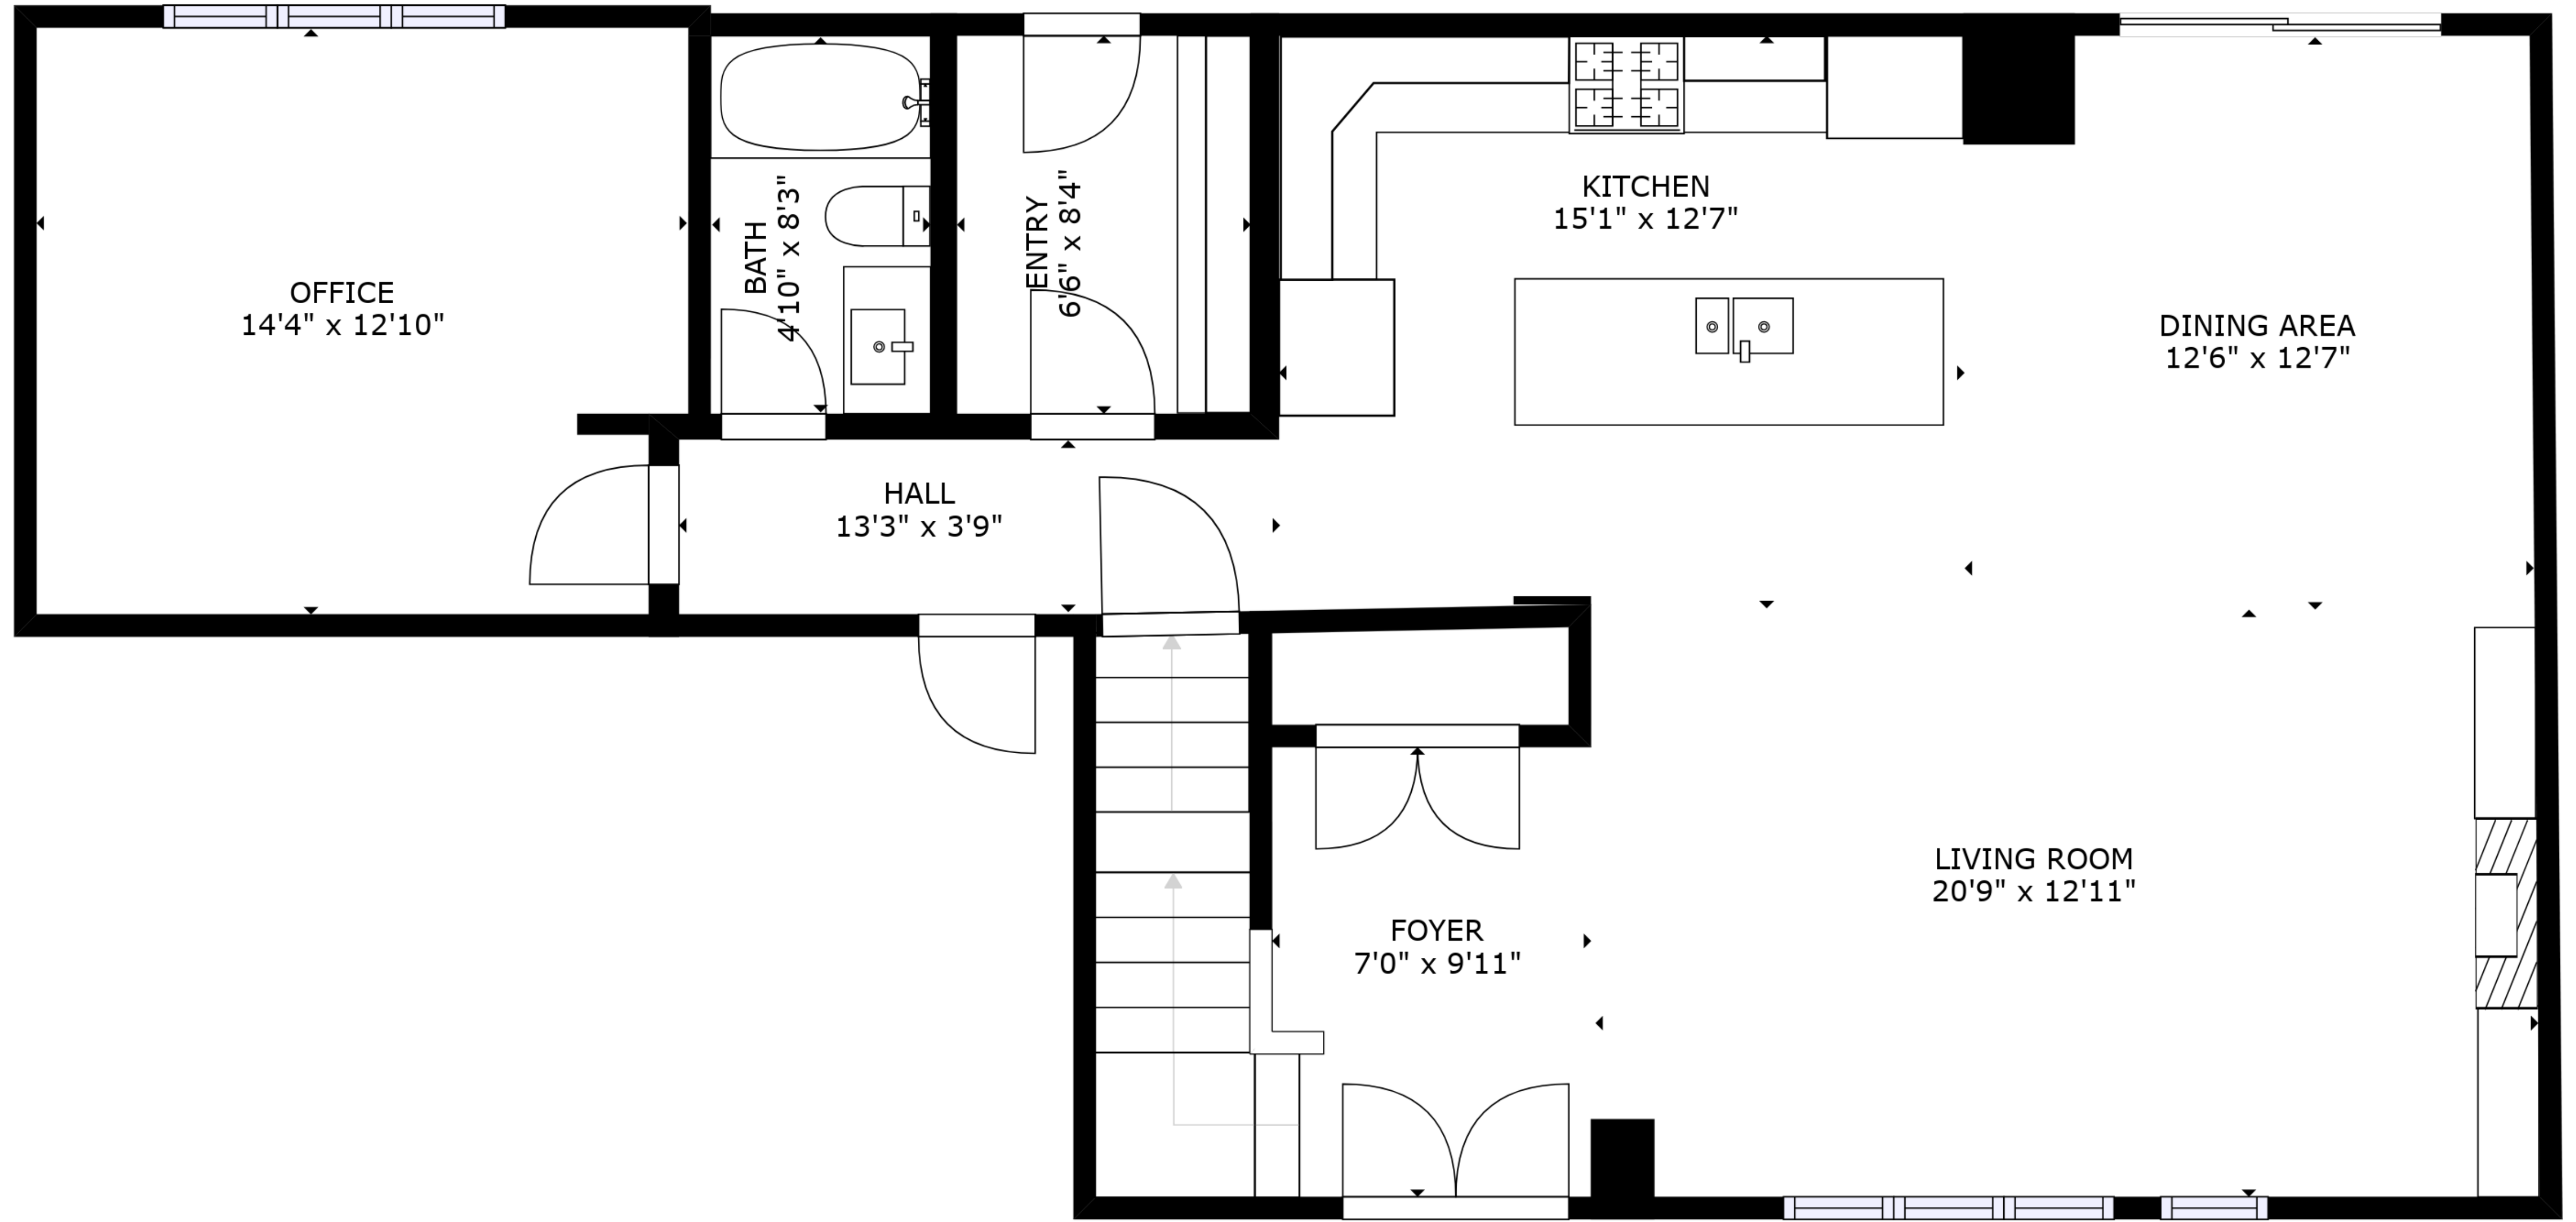 OFFICE
14'4" x 12'10"
BATH
4'10" x 8'3"
ENTRY
6'6" x 8'4"
KITCHEN
15'1" x 12'7"
DINING AREA
12'6" x 12'7"
HALL
13'3" x 3'9"
LIVING ROOM
20'9" x 12'11"
FOYER
7'0" x 9'11"